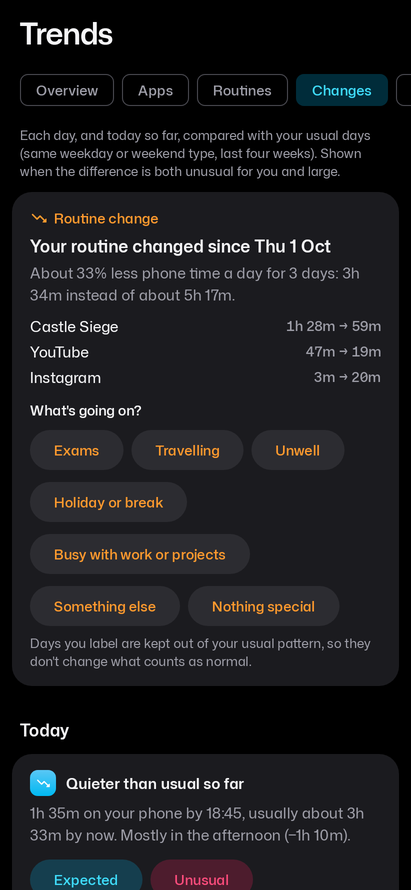 Trends
Overview Apps Routines Changes
Each day, and today so far, compared with your usual days
(same weekday or weekend type, last four weeks). Shown
when the difference is both unusual for you and large.
Routine change
Your routine changed since Thu 1 Oct
About 33% less phone time a day for 3 days: 3h
34m instead of about 5h 17m.
Castle Siege 1h 28m → 59m
YouTube 47m → 19m
Instagram 3m → 20m
What's going on?
Exams Travelling Unwell
Holiday or break
Busy with work or projects
Something else Nothing special
Days you label are kept out of your usual pattern, so they
don't change what counts as normal.
Today
Quieter than usual so far
1h 35m on your phone by 18:45, usually about 3h
33m by now. Mostly in the afternoon (−1h 10m).
Expected Unusual